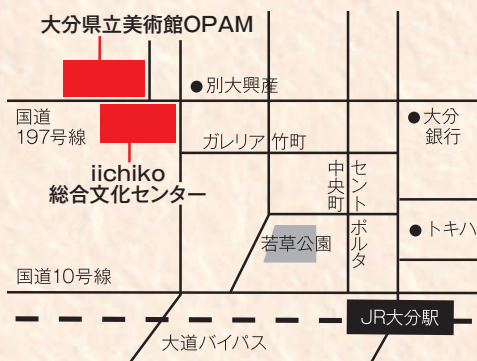 大分県立美術館OPAM
●別大興産
国道
197号線
●大分
銀行
ガレリア竹町
iichiko
総合文化センター
セントポルタ
中央町
●トキハ
若草公園
国道10号線
JR大分駅
大道バイパス